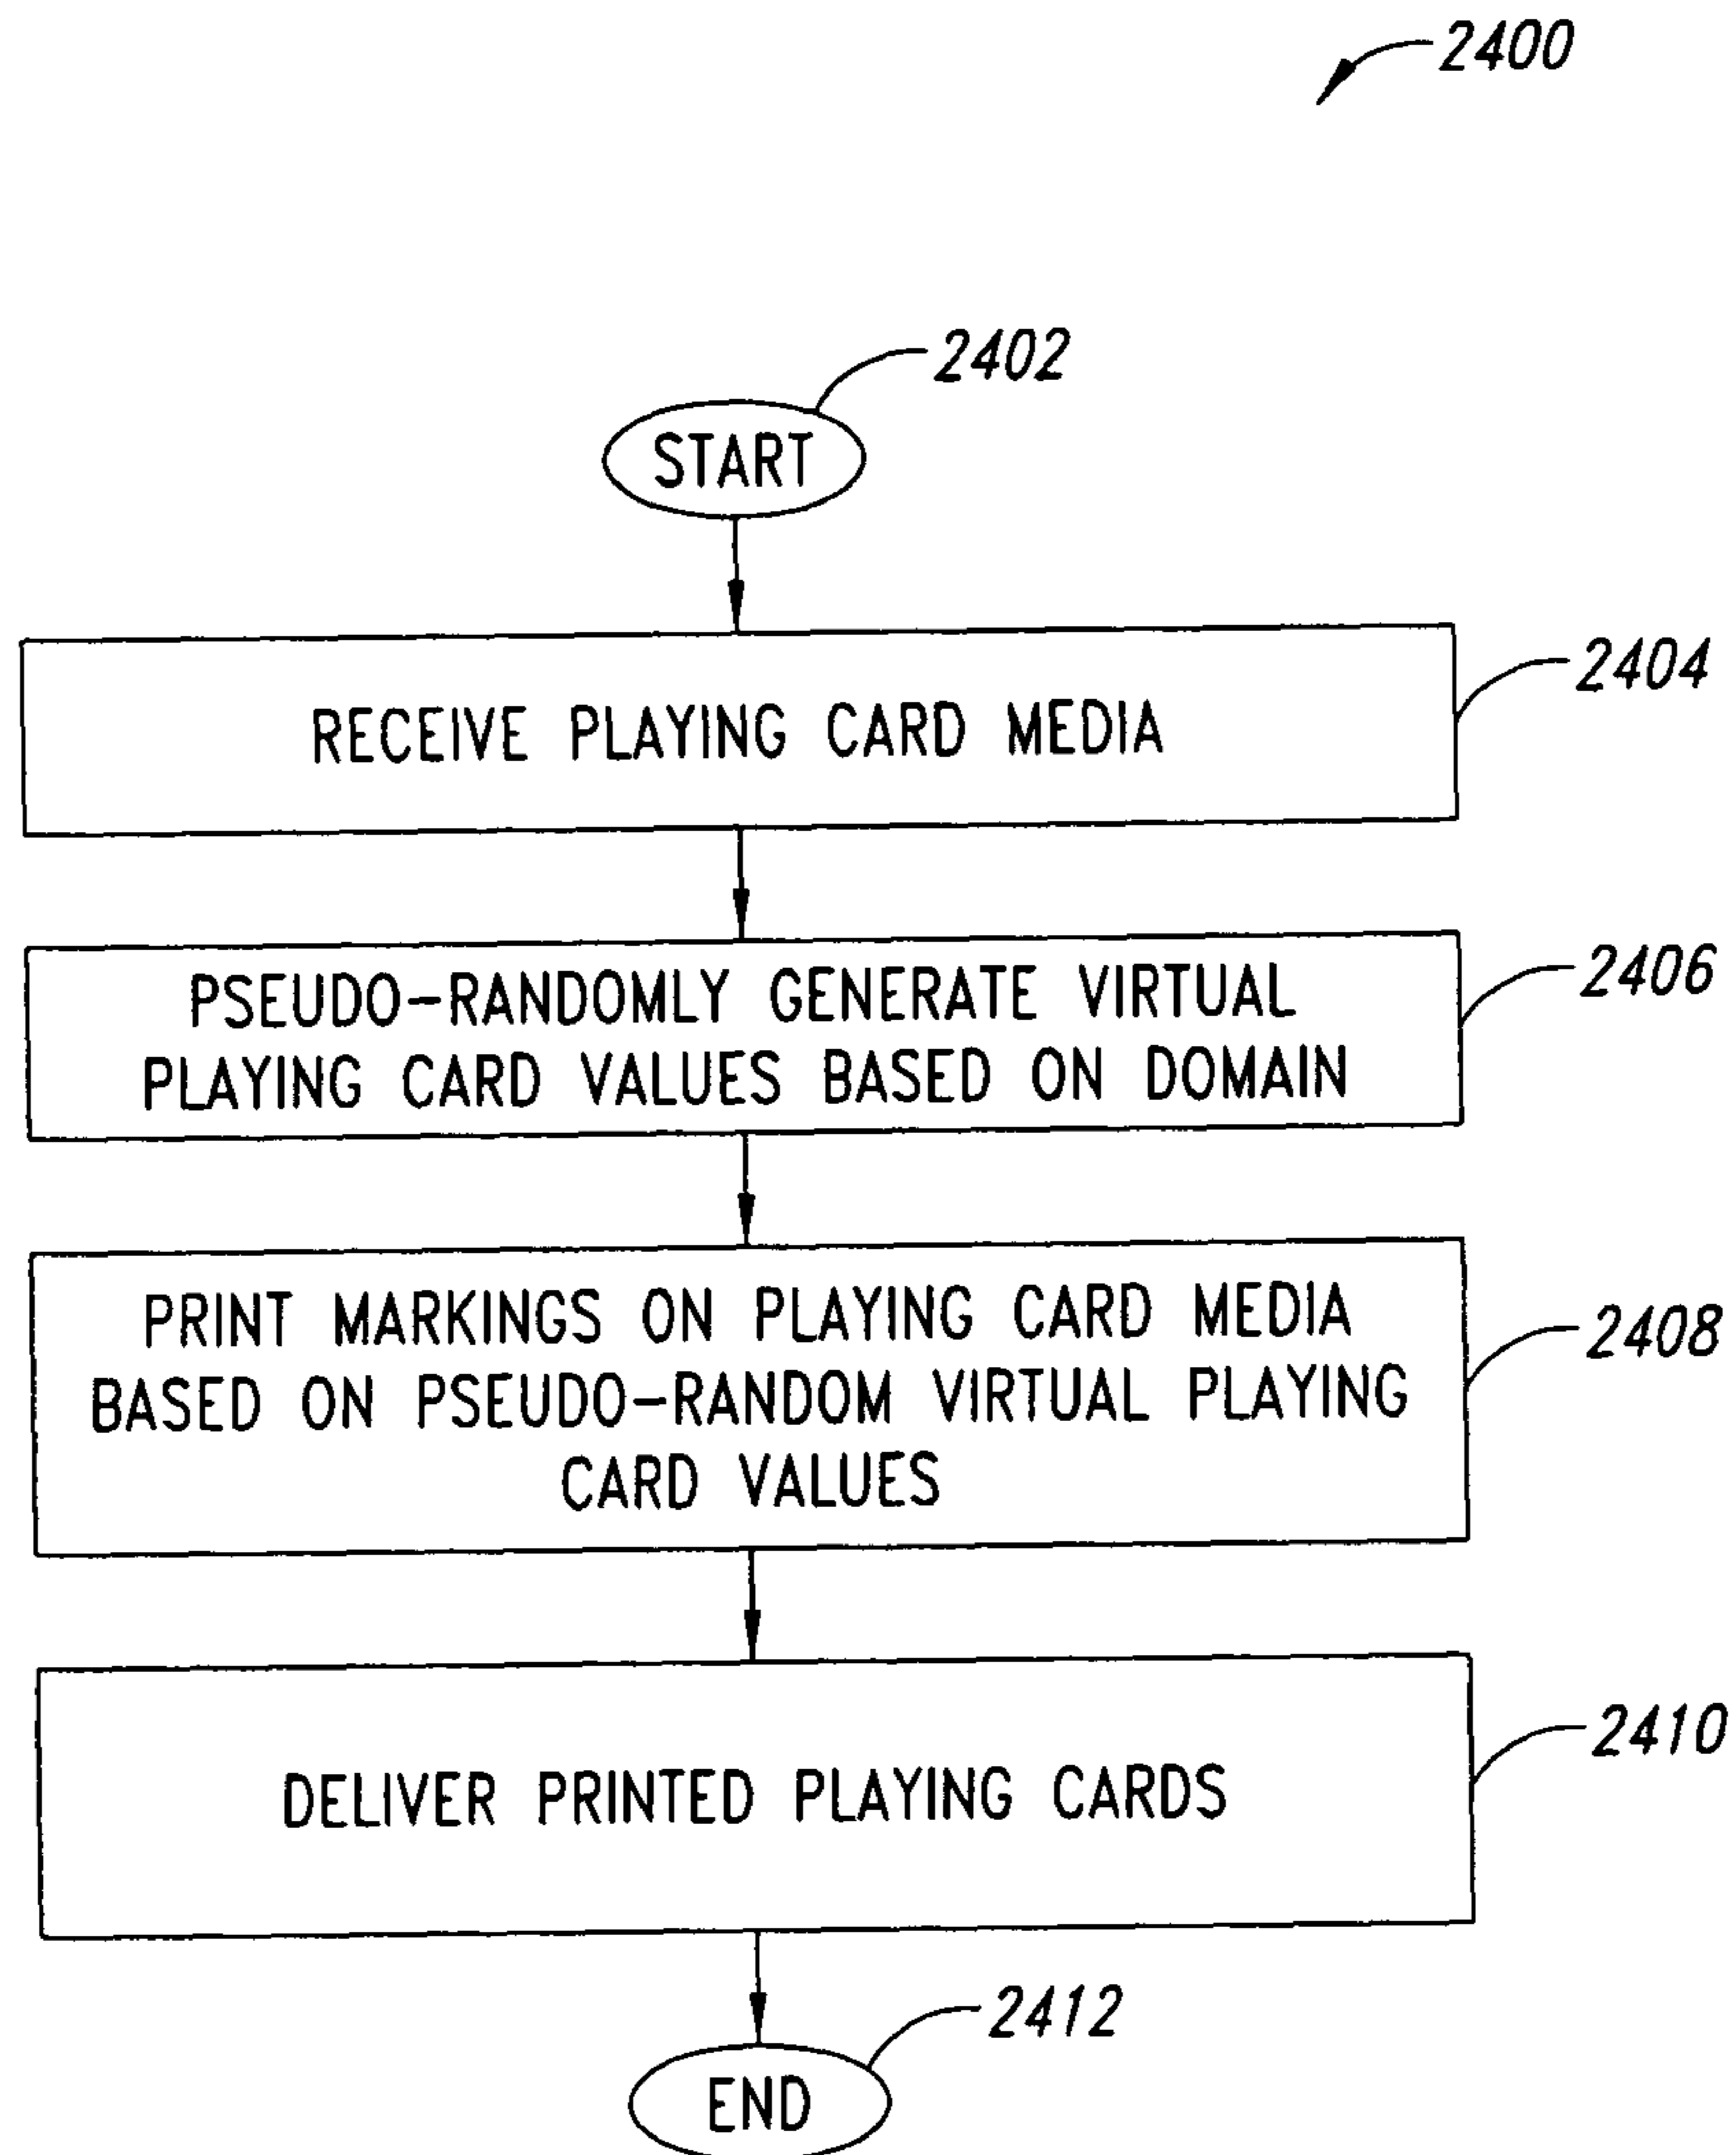 2400
2402
START
2404
RECEIVE PLAYING CARD MEDIA
2406
PSEUDO-RANDOMLY GENERATE VIRTUAL
PLAYING CARD VALUES BASED ON DOMAIN
2408
PRINT MARKINGS ON PLAYING CARD MEDIA
BASED ON PSEUDO-RANDOM VIRTUAL PLAYING
CARD VALUES
2410
DELIVER PRINTED PLAYING CARDS
2412
END